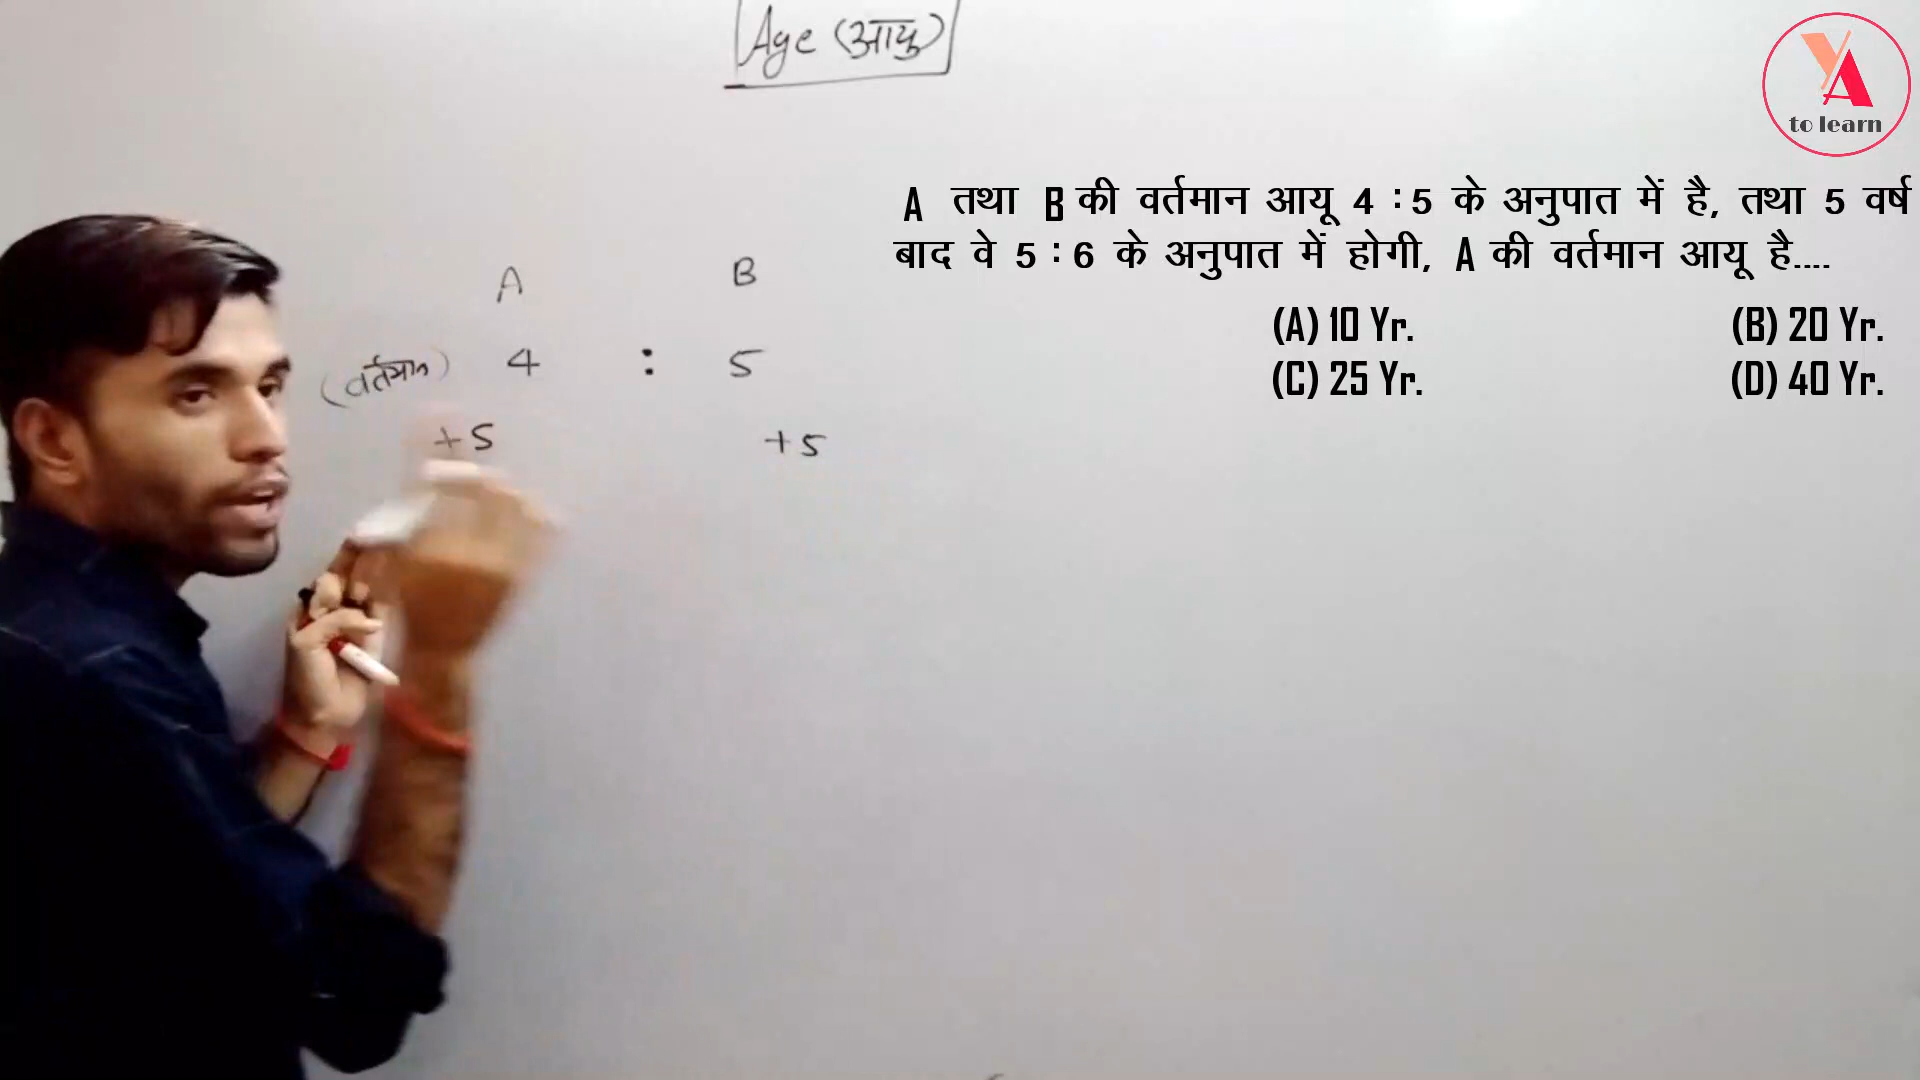 Age (आयु)
YA
to learn
A तथा B की वर्तमान आयू 4 : 5 के अनुपात में है, तथा 5 वर्ष
बाद वे 5 : 6 के अनुपात में होगी, A की वर्तमान आयू है....
(A) 10 Yr. (B) 20 Yr.
(C) 25 Yr. (D) 40 Yr.
A B
(वर्तमान) 4 : 5
+5 +5